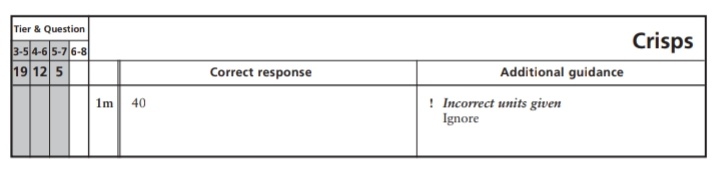 Tier & Question
3-5 4-6 5-7 6-8
Crisps
19 12 5
Correct response
Additional guidance
1m
40
! Incorrect units given
Ignore